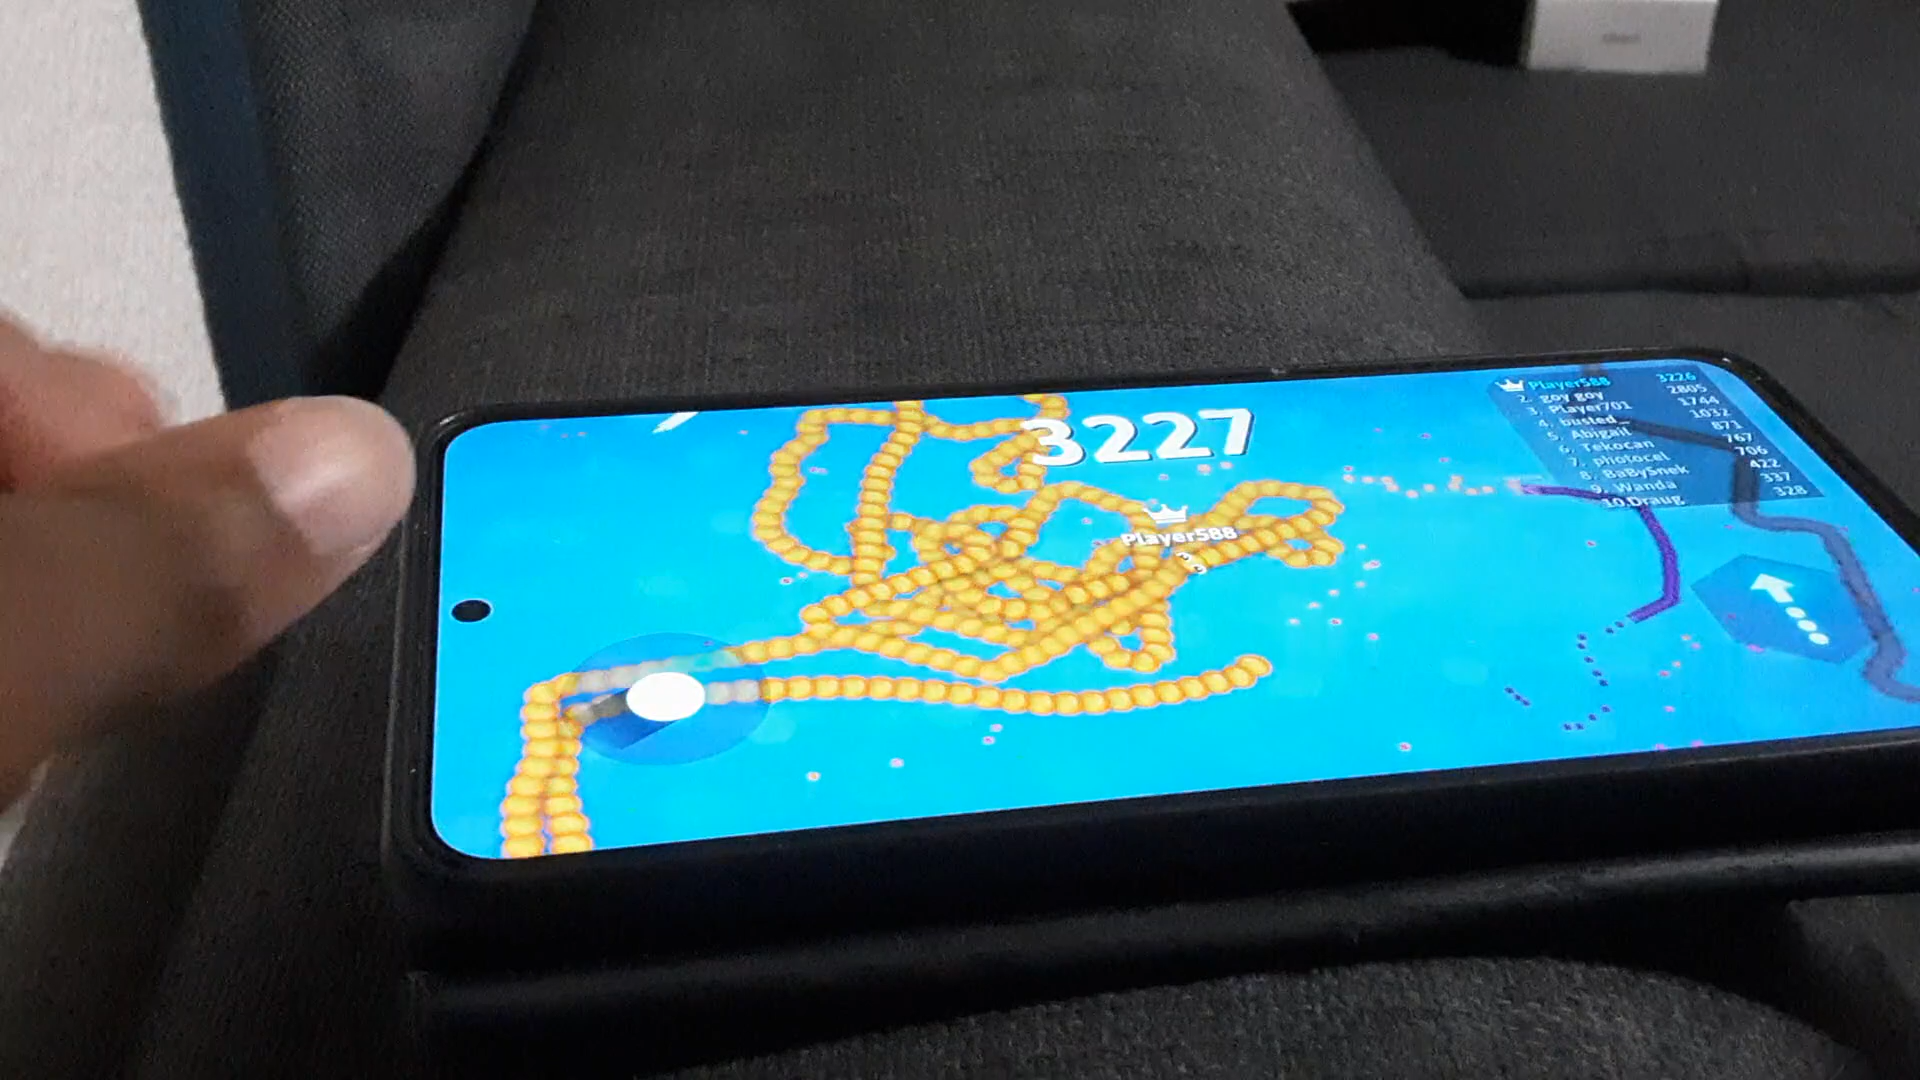 3227
Player588
Player588 3226
2. goy goy 2805
3. Player701 1744
4. busted_ 1032
5. Abigail 871
6. Tekocan 767
7. photocel 706
8. BaBySnek 422
9. Wanda 337
10.Draug 328